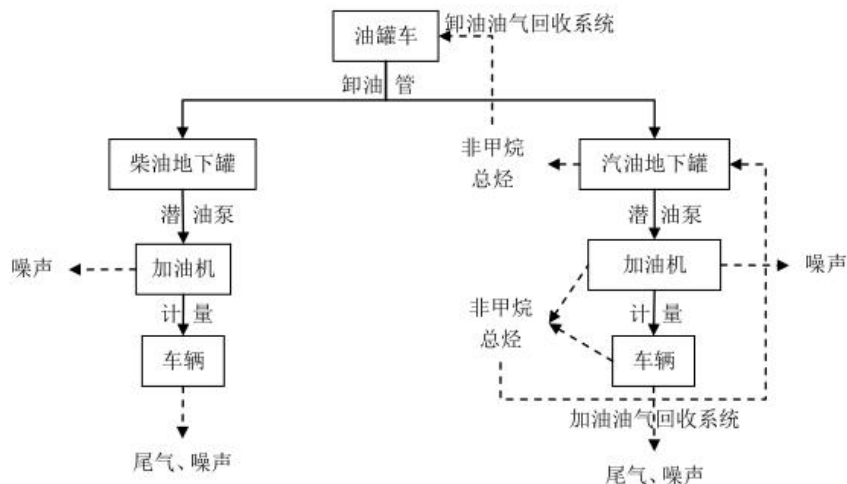 油罐车
卸油油气回收系统
卸油 管
柴油地下罐
非甲烷
总烃
汽油地下罐
潜 油泵
潜 油泵
噪声
加油机
加油机
噪声
计 量
非甲烷
总烃
计 量
车辆
车辆
加油油气回收系统
尾气、噪声
尾气、噪声